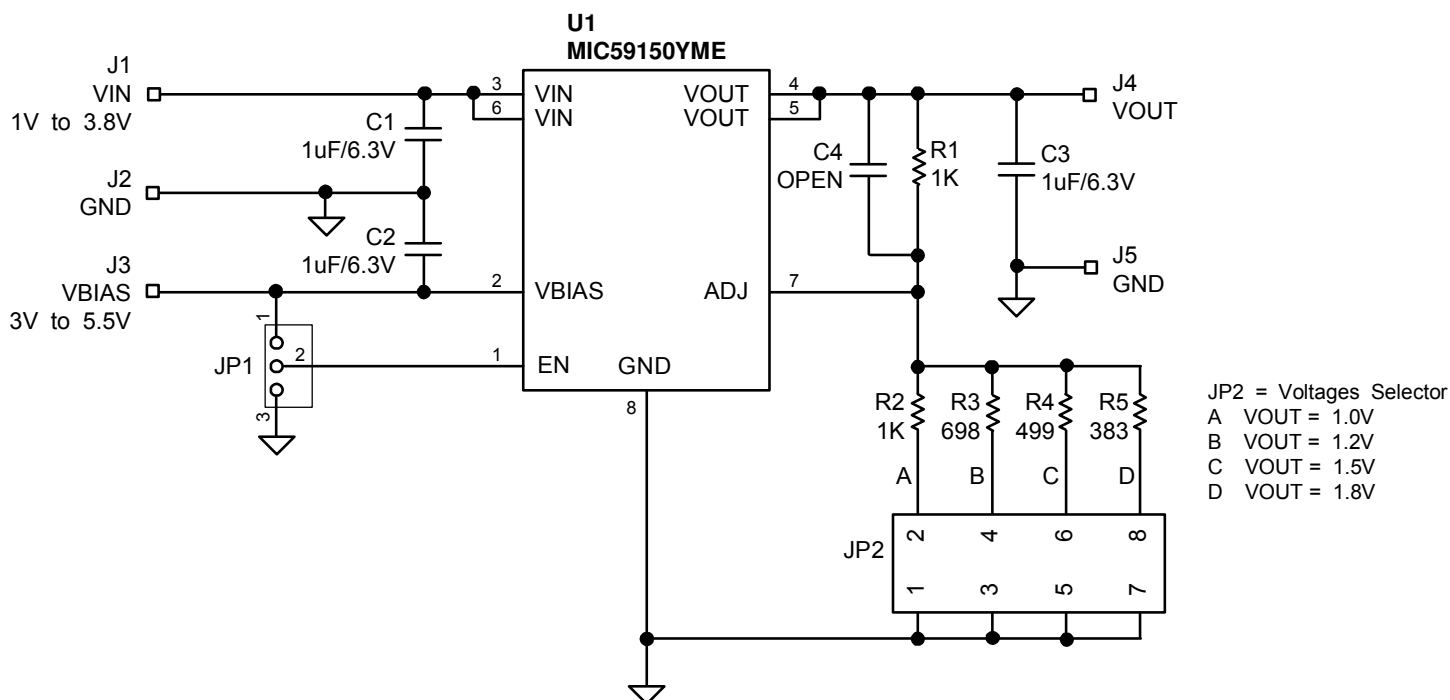 U1
MIC59150YME
J1
VIN
1V to 3.8V
J2
GND
J3
VBIAS
3V to 5.5V
C1
1uF/6.3V
C2
1uF/6.3V
JP1
1
2
3
3
6
2
1
8
VIN
VIN
VBIAS
EN
GND
VOUT
VOUT
ADJ
4
5
7
C4
OPEN
R1
1K
C3
1uF/6.3V
J4
VOUT
J5
GND
R2
1K
R3
698
R4
499
R5
383
A
B
C
D
JP2
2
4
6
8
1
3
5
7
JP2 = Voltages Selector
A VOUT = 1.0V
B VOUT = 1.2V
C VOUT = 1.5V
D VOUT = 1.8V